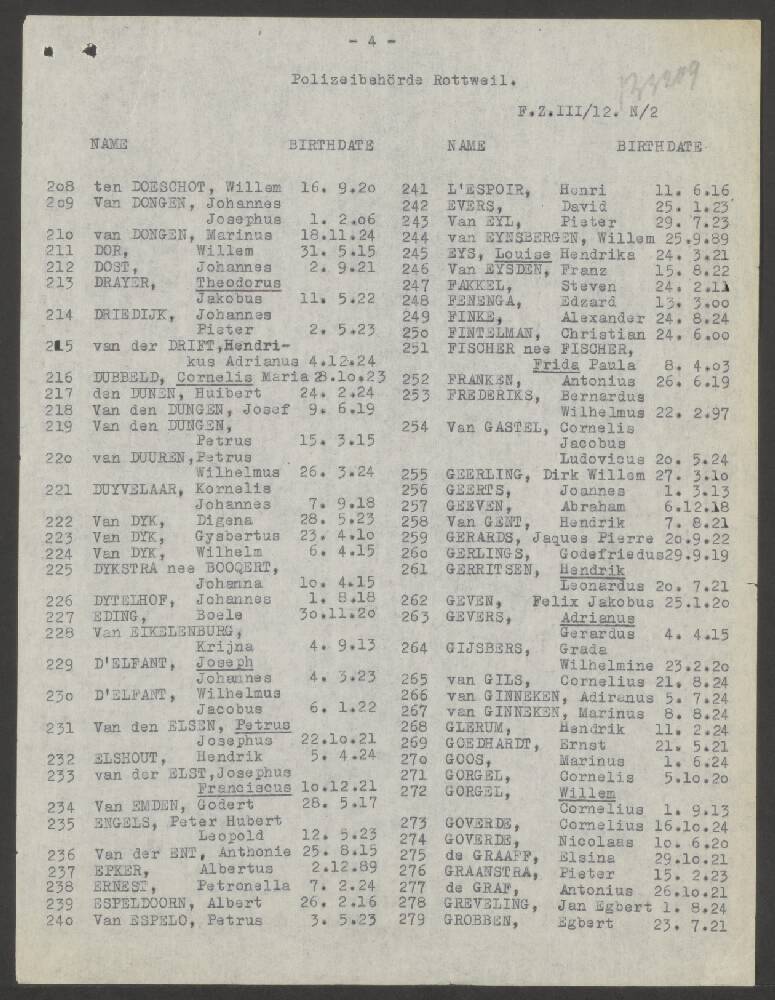 - 4 -
Polizeibehörde Rottweil.
133209
F.Z.III/12. N/2
NAME BIRTHDATE
208 ten DOESCHOT, Willem 16. 9.20
209 Van DONGEN, Johannes
Josephus 1. 2.06
210 van DONGEN, Marinus 18.11.24
211 DOR, Willem 31. 5.15
212 DOST, Johannes 2. 9.21
213 DRAYER, Theodorus
Jakobus 11. 5.22
214 DRIEDIJK, Johannes
Pieter 2. 5.23
215 van der DRIFT,Hendri-
kus Adrianus 4.12.24
216 DUBBELD, Cornelis Maria 28.10.23
217 den DUNEN, Huibert 24. 2.24
218 Van den DUNGEN, Josef 9. 6.19
219 Van den DUNGEN,
Petrus 15. 3.15
220 van DUUREN,Petrus
Wilhelmus 26. 3.24
221 DUYVELAAR, Kornelis
Johannes 7. 9.18
222 Van DYK, Digena 28. 5.23
223 Van DYK, Gysbertus 23. 4.10
224 Van DYK, Wilhelm 6. 4.15
225 DYKSTRA nee BOOQERT,
Johanna 10. 4.15
226 DYTELHOF, Johannes 1. 8.18
227 EDING, Boele 30.11.20
228 Van EIKELENBURG,
Krijna 4. 9.13
229 D'ELFANT, Joseph
Johannes 4. 3.23
230 D'ELFANT, Wilhelmus
Jacobus 6. 1.22
231 Van den ELSEN, Petrus
Josephus 22.10.21
232 ELSHOUT, Hendrik 5. 4.24
233 van der ELST,Josephus
Franciscus 10.12.21
234 Van EMDEN, Godert 28. 5.17
235 ENGELS, Peter Hubert
Leopold 12. 5.23
236 Van der ENT, Anthonie 25. 8.15
237 EPKER, Albertus 2.12.89
238 ERNEST, Petronella 7. 2.24
239 ESPELDOORN, Albert 26. 2.16
240 Van ESPELO, Petrus 3. 5.23
NAME BIRTHDATE
241 L'ESPOIR, Henri 11. 6.16
242 EVERS, David 25. 1.23
243 Van EYL, Pieter 29. 7.23
244 van EYNSBERGEN, Willem 25.9.89
245 EYS, Louise Hendrika 24. 3.21
246 Van EYSDEN, Franz 15. 8.22
247 FAKKEL, Steven 24. 2.11
248 FENENGA, Edzard 13. 3.00
249 FINKE, Alexander 24. 8.24
250 FINTELMAN, Christian 24. 6.00
251 FISCHER nee FISCHER,
Frida Paula 8. 4.03
252 FRANKEN, Antonius 26. 6.19
253 FREDERIKS, Bernardus
Wilhelmus 22. 2.97
254 Van GASTEL, Cornelis
Jacobus
Ludovicus 20. 5.24
255 GEERLING, Dirk Willem 27. 3.10
256 GEERTS, Joannes 1. 3.13
257 GEEVEN, Abraham 6.12.18
258 Van GENT, Hendrik 7. 8.21
259 GERARDS, Jaques Pierre 20.9.22
260 GERLINGS, Godefriedus29.9.19
261 GERRITSEN, Hendrik
Leonardus 20. 7.21
262 GEVEN, Felix Jakobus 25.1.20
263 GEVERS, Adrianus
Gerardus 4. 4.15
264 GIJSBERS, Grada
Wilhelmine 23.2.20
265 van GILS, Cornelius 21. 8.24
266 van GINNEKEN, Adiranus 5. 7.24
267 van GINNEKEN, Marinus 8. 8.24
268 GLERUM, Hendrik 11. 2.24
269 GOEDHARDT, Ernst 21. 5.21
270 GOOS, Marinus 1. 6.24
271 GORGEL, Cornelis 5.10.20
272 GORGEL, Willem
Cornelius 1. 9.13
273 GOVERDE, Cornelius 16.10.24
274 GOVERDE, Nicolaas 10. 6.20
275 de GRAAFF, Elsina 29.10.21
276 GRAANSTRA, Pieter 15. 2.23
277 de GRAF, Antonius 26.10.21
278 GREVELING, Jan Egbert 1. 8.24
279 GROBBEN, Egbert 23. 7.21